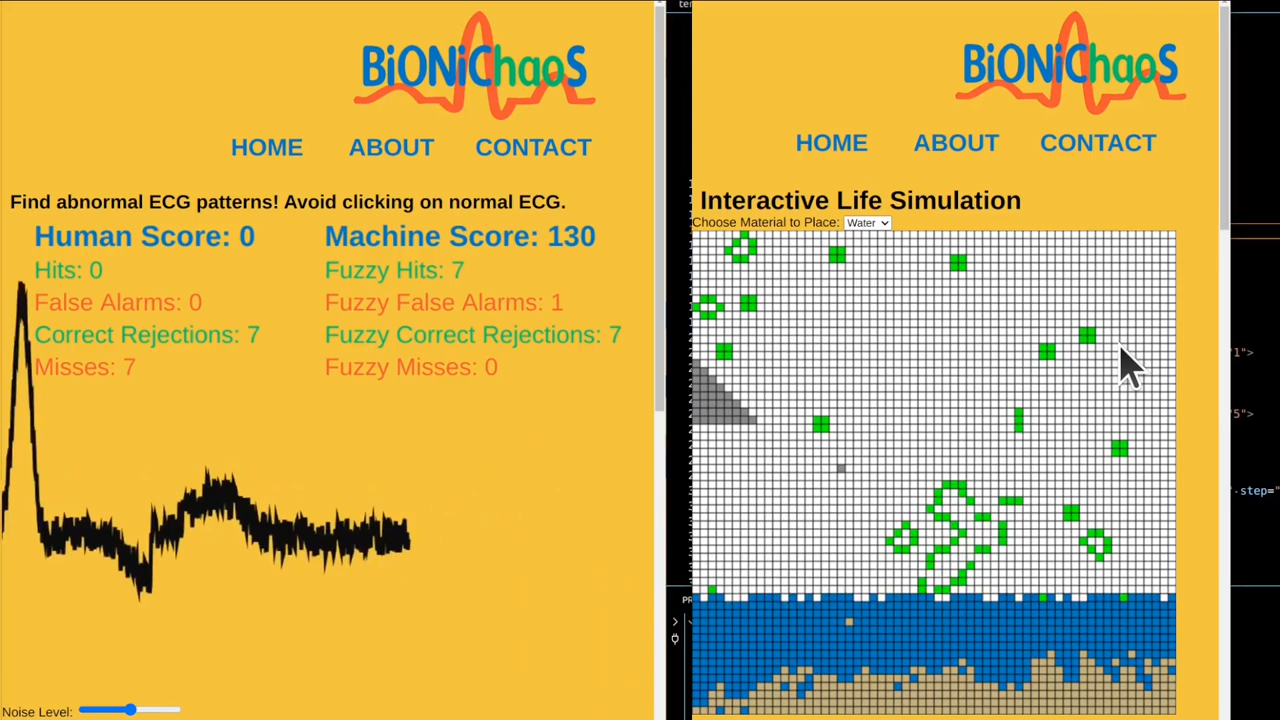 BiONiChaoS
HOME ABOUT CONTACT
Find abnormal ECG patterns! Avoid clicking on normal ECG.
Human Score: 0
Hits: 0
False Alarms: 0
Correct Rejections: 7
Misses: 7
Machine Score: 130
Fuzzy Hits: 7
Fuzzy False Alarms: 1
Fuzzy Correct Rejections: 7
Fuzzy Misses: 0
Noise Level:
BiONiChaoS
HOME ABOUT CONTACT
Interactive Life Simulation
Choose Material to Place: Water
"1">
"5">
-step="